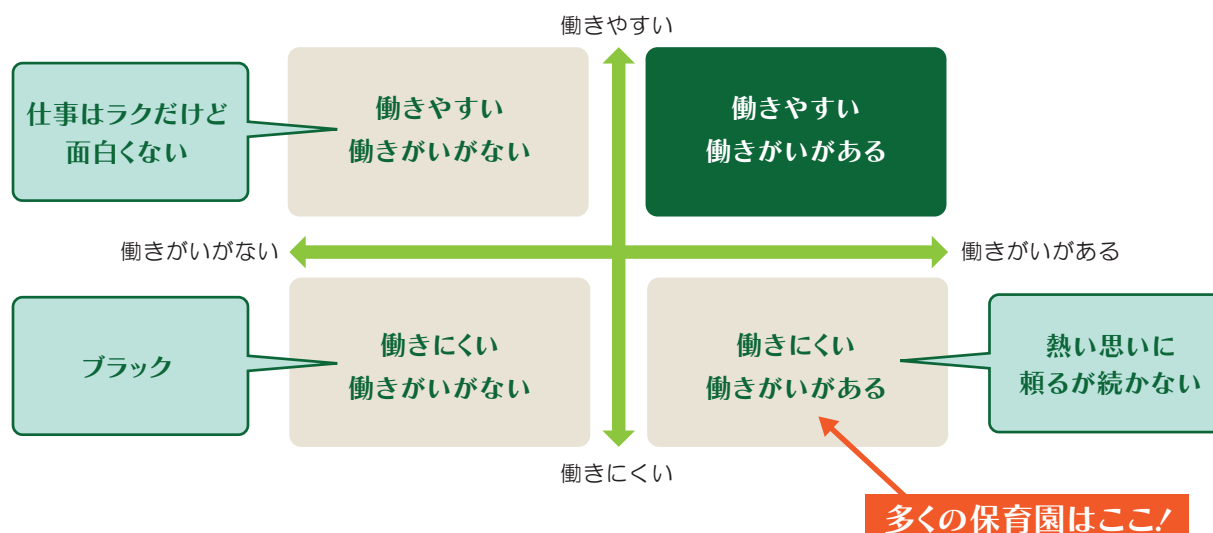 働きやすい
仕事はラクだけど
面白くない
働きやすい
働きがいがない
働きやすい
働きがいがある
働きがいがない
働きがいがある
ブラック
働きにくい
働きがいがない
働きにくい
働きがいがある
熱い思いに
頼るが続かない
働きにくい
多くの保育園はここ!